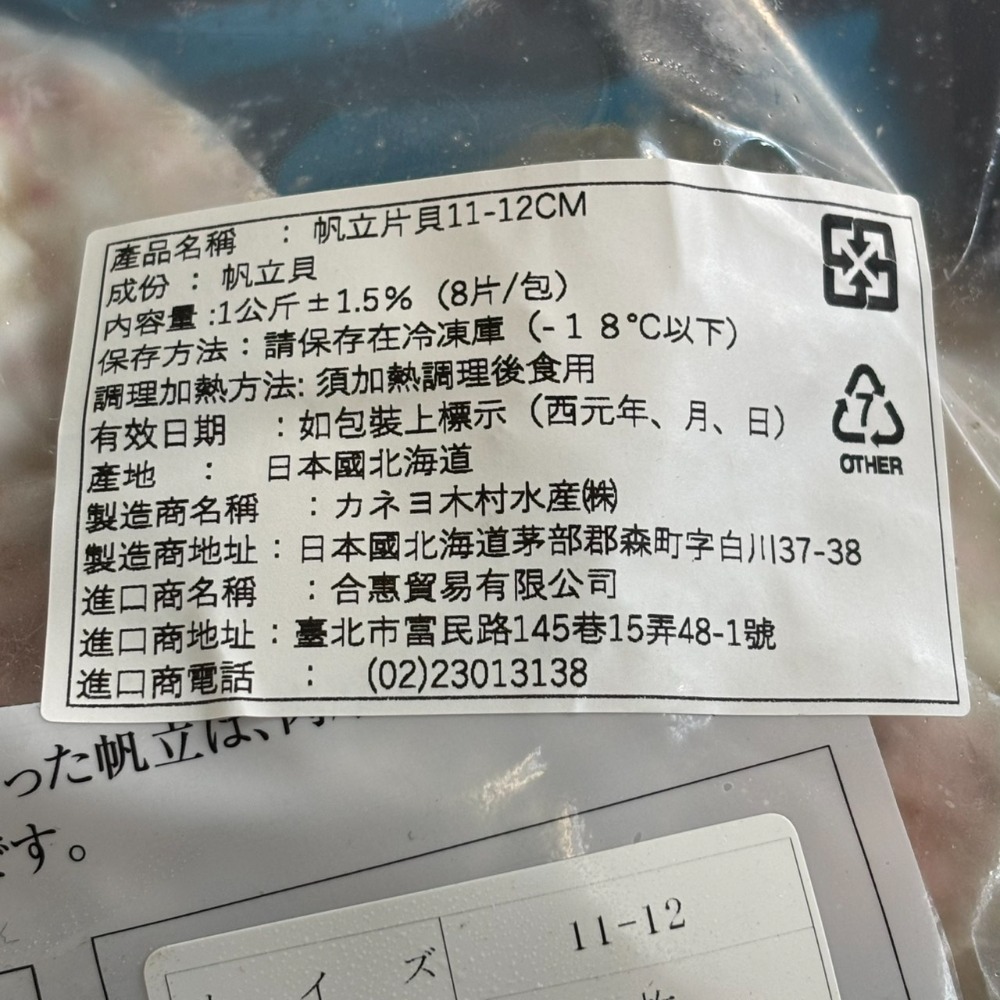 產品名稱 : 帆立片貝11-12CM
成份 : 帆立貝
內容量:1公斤±1.5% (8片/包)
保存方法:請保存在冷凍庫 (-18°C以下)
調理加熱方法:須加熱調理後食用
有效日期 :如包裝上標示 (西元年、月、日)
產地 : 日本國北海道
製造商名稱 :カネヨ木村水産㈱
製造商地址:日本國北海道茅部郡森町字白川37-38
進口商名稱 :合惠貿易有限公司
進口商地址:臺北市富民路145巷15弄48-1號
進口商電話 : (02)23013138
7
OTHER
った帆立は、
です。
イズ
11-12